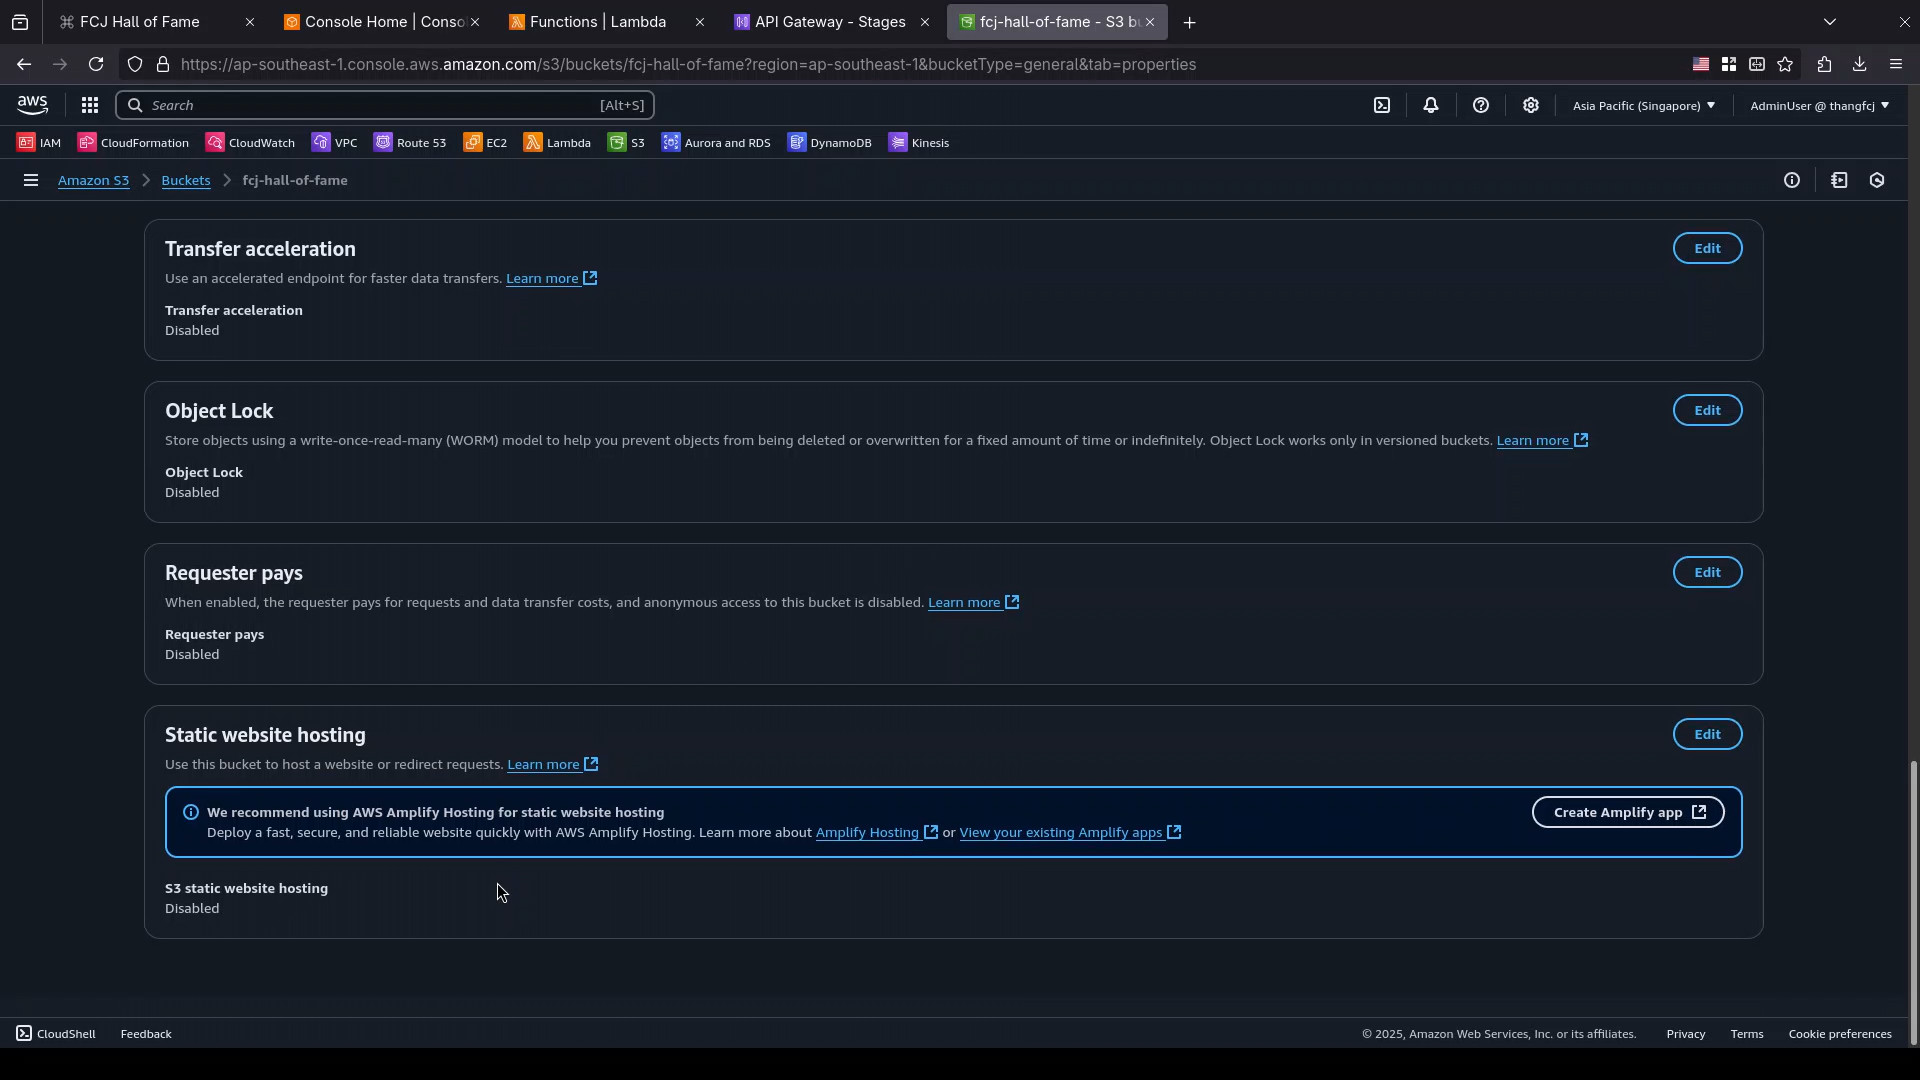 FCJ Hall of Fame
Console Home | Conso
Functions | Lambda
API Gateway - Stages
fcj-hall-of-fame - S3 bu
https://ap-southeast-1.console.aws.amazon.com/s3/buckets/fcj-hall-of-fame?region=ap-southeast-1&bucketType=general&tab=properties
aws
Search [Alt+S]
Asia Pacific (Singapore)
AdminUser @ thangfcj
IAM
CloudFormation
CloudWatch
VPC
Route 53
EC2
Lambda
S3
Aurora and RDS
DynamoDB
Kinesis
Amazon S3 > Buckets > fcj-hall-of-fame
Transfer acceleration
Edit
Use an accelerated endpoint for faster data transfers. Learn more
Transfer acceleration
Disabled
Object Lock
Edit
Store objects using a write-once-read-many (WORM) model to help you prevent objects from being deleted or overwritten for a fixed amount of time or indefinitely. Object Lock works only in versioned buckets. Learn more
Object Lock
Disabled
Requester pays
Edit
When enabled, the requester pays for requests and data transfer costs, and anonymous access to this bucket is disabled. Learn more
Requester pays
Disabled
Static website hosting
Edit
Use this bucket to host a website or redirect requests. Learn more
We recommend using AWS Amplify Hosting for static website hosting
Deploy a fast, secure, and reliable website quickly with AWS Amplify Hosting. Learn more about Amplify Hosting or View your existing Amplify apps
Create Amplify app
S3 static website hosting
Disabled
CloudShell
Feedback
© 2025, Amazon Web Services, Inc. or its affiliates.
Privacy
Terms
Cookie preferences